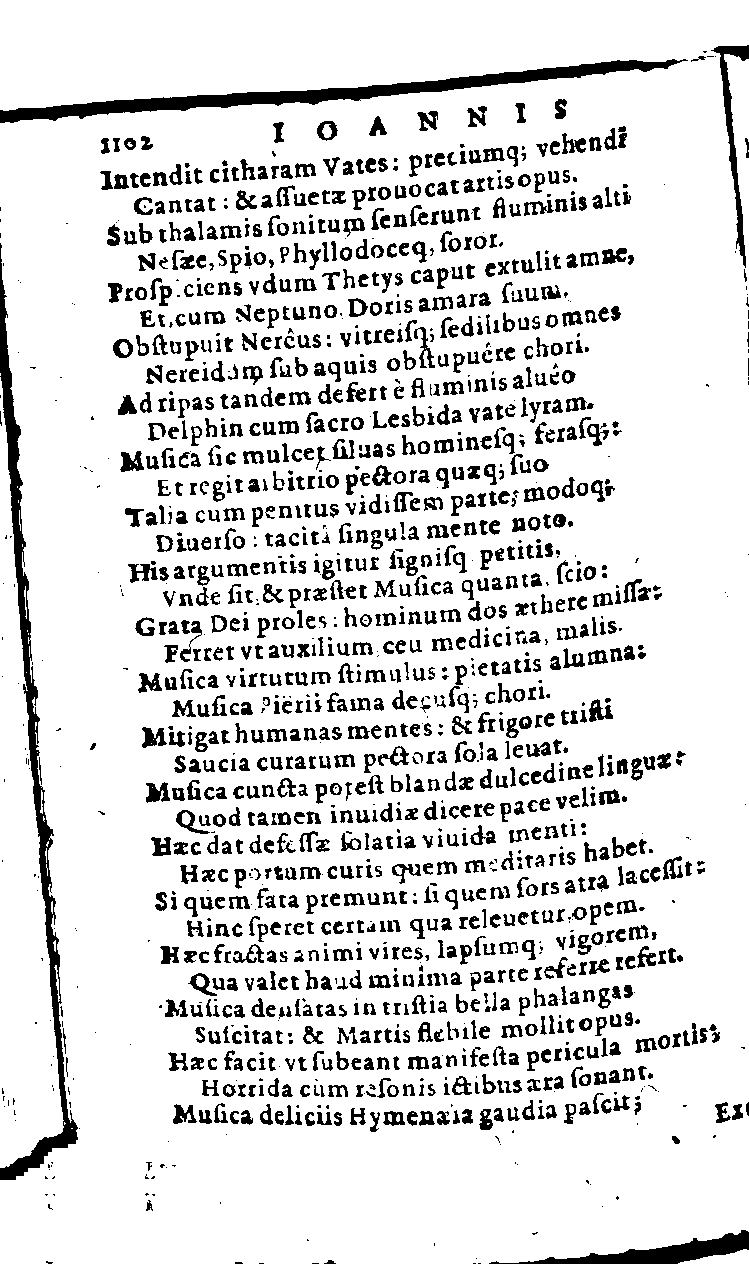 1102 IOANNIS
Intendit citharam Vates: preciumq; vehendi
Cantat: & assuetæ prouocat artis opus.
Sub thalamis sonitum senserunt fluminis alti
Nesæe, Spio, Phyllodoceq, soror.
Prospiciens vdum Thetys caput extulit amne,
Et, cum Neptuno, Doris amara suum.
Obstupuit Nerêus: vitreisq; sedilibus omnes
Nereidum sub aquis obstupuêre chori.
Ad ripas tandem defert è fluminis aluêo
Delphin cum sacro Lesbida vate lyram.
Musica sic mulcet siluas hominesq; ferasq;:
Et regit arbitrio pectora quæq; suo
Talia cum penitus vidissem parte; modoq;
Diuerso: tacitâ singula mente noto.
His argumentis igitur signisq petitis,
Vnde sit, & præstet Musica quanta, scio:
Grata Dei proles: hominum dos æthere missa:
Ferret vt auxilium, ceu medicina, malis.
Musica virtutum stimulus: pietatis alumna:
Musica Pierii fama decusq; chori.
Mitigat humanas mentes: & frigore tristi
Saucia curarum pectora sola leuat.
Musica cuncta potest blandæ dulcedine linguæ:
Quod tamen inuidiæ dicere pace velim.
Hæc dat defessæ solatia viuida menti:
Hæc portum curis quem meditaris habet.
Si quem fata premunt: si quem sors atra lacessit:
Hinc speret certam qua releuetur, opem.
Hæc fractas animi vires, lapsumq; vigorem,
Qua valet haud minima parte referre refert.
Musica densatas in tristia bella phalangas
Suscitat: & Martis flebile mollit opus.
Hæc facit vt subeant manifesta pericula mortis;
Horrida cum resonis ictibus æra sonant.
Musica deliciis Hymenæia gaudia pascit;